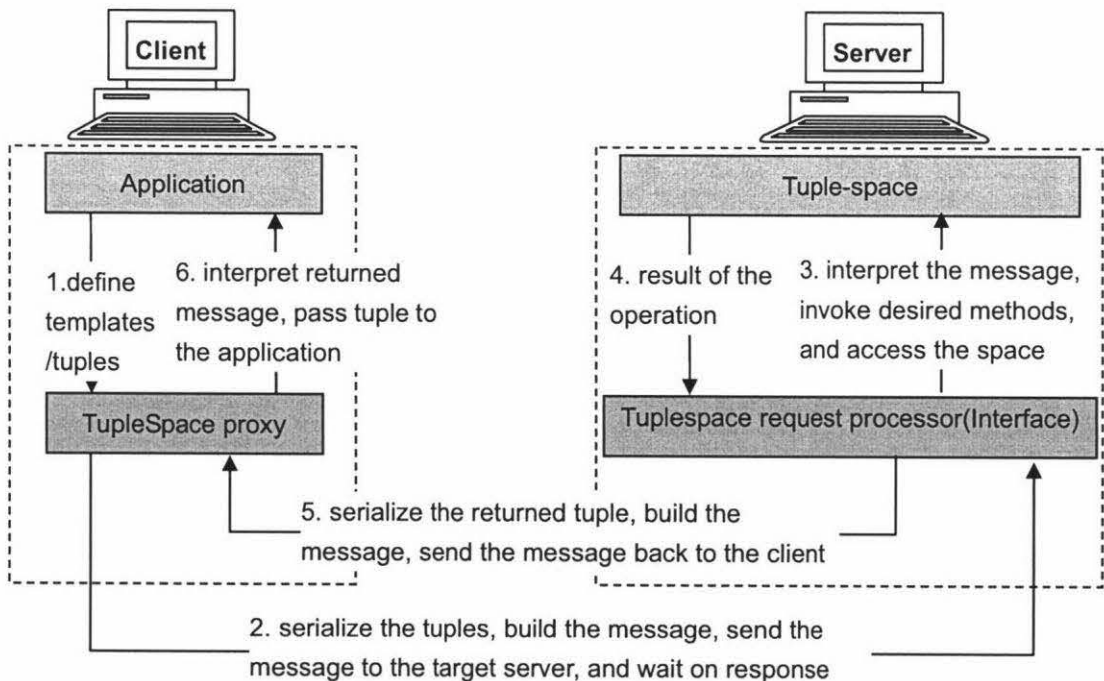 Client
Server
Application
Tuple-space
1.define
templates
/tuples
6. interpret returned
message, pass tuple to
the application
4. result of the
operation
3. interpret the message,
invoke desired methods,
and access the space
TupleSpace proxy
Tuplespace request processor(Interface)
5. serialize the returned tuple, build the
message, send the message back to the client
2. serialize the tuples, build the message, send the
message to the target server, and wait on response